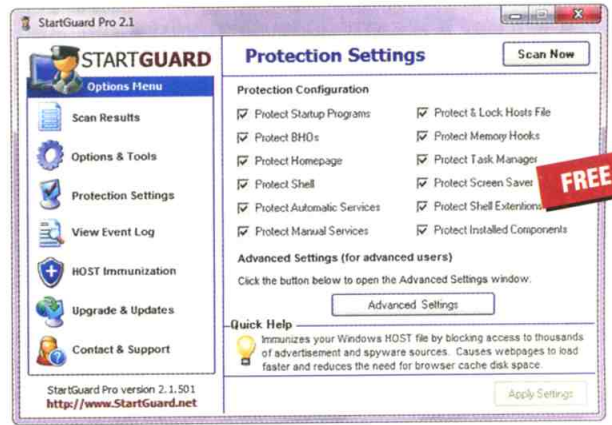 StartGuard Pro 2.1
STARTGUARD
Options Menu
Scan Results
Options & Tools
Protection Settings
View Event Log
HOST Immunization
Upgrade & Updates
Contact & Support
StartGuard Pro version 2.1.501
http://www.StartGuard.net
Protection Settings
Scan Now
Protection Configuration
Protect Startup Programs
Protect & Lock Hosts File
Protect BHOs
Protect Memory Hooks
Protect Homepage
Protect Task Manager
Protect Shell
Protect Screen Saver
Protect Automatic Services
Protect Shell Extentions
Protect Manual Services
Protect Installed Components
FREE
Advanced Settings (for advanced users)
Click the button below to open the Advanced Settings window.
Advanced Settings
Quick Help
Immunizes your Windows HOST file by blocking access to thousands
of advertisement and spyware sources. Causes webpages to load
faster and reduces the need for browser cache disk space.
Apply Settings